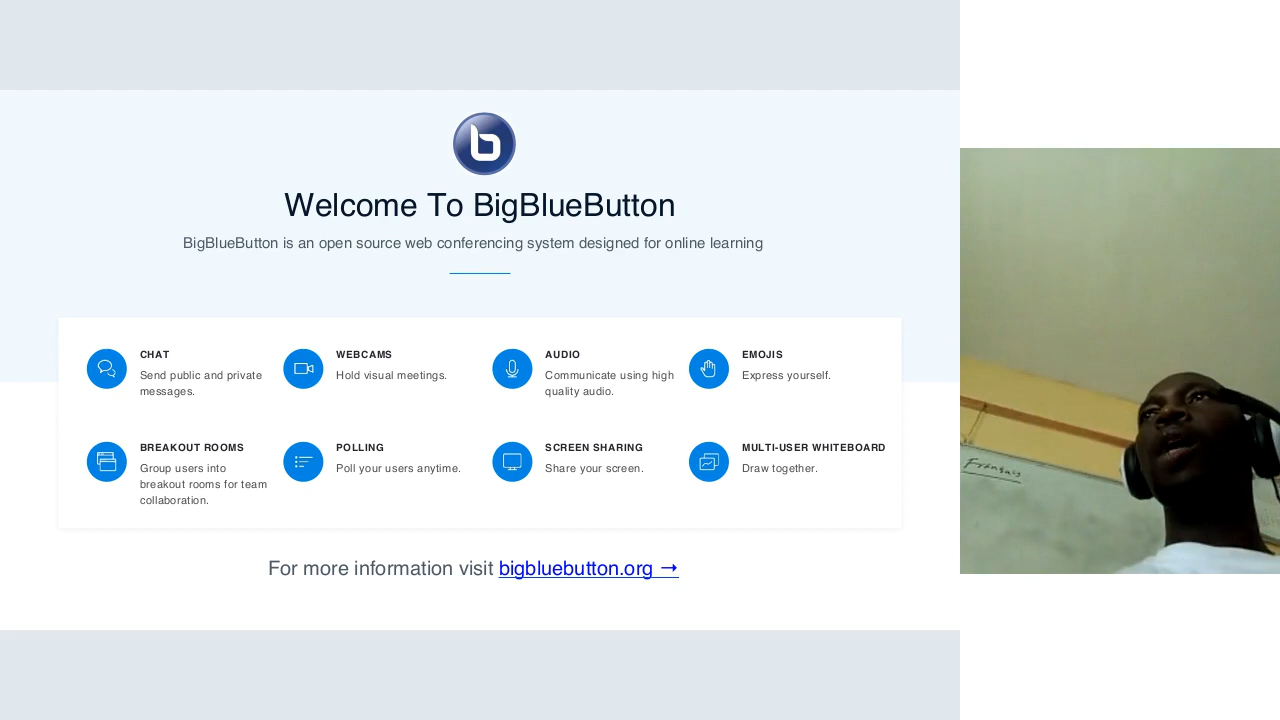 Welcome To BigBlueButton
BigBlueButton is an open source web conferencing system designed for online learning
CHAT
Send public and private
messages.
WEBCAMS
Hold visual meetings.
AUDIO
Communicate using high
quality audio.
EMOJIS
Express yourself.
BREAKOUT ROOMS
Group users into
breakout rooms for team
collaboration.
POLLING
Poll your users anytime.
SCREEN SHARING
Share your screen.
MULTI-USER WHITEBOARD
Draw together.
For more information visit bigbluebutton.org →
Français